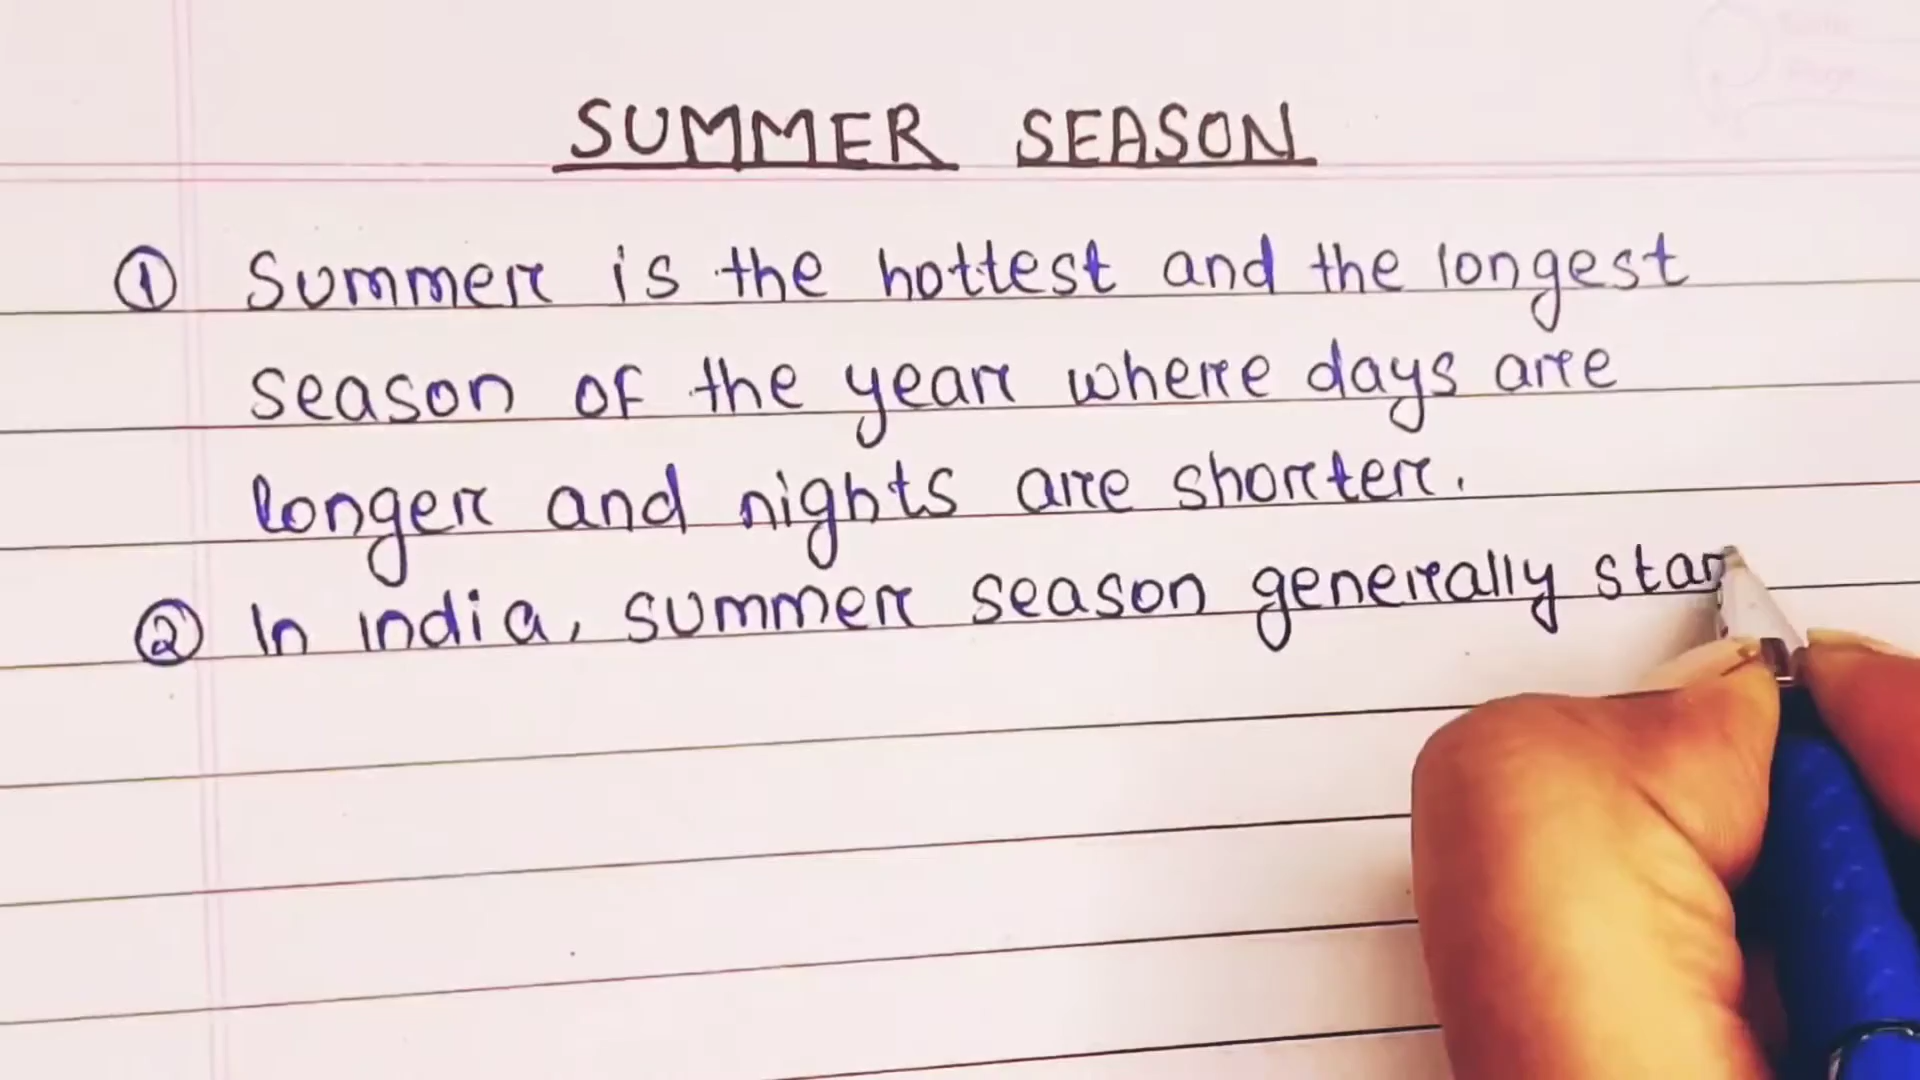 SUMMER SEASON
① Summer is the hottest and the longest
season of the year where days are
longer and nights are shorter.
② In india, summer season generally star